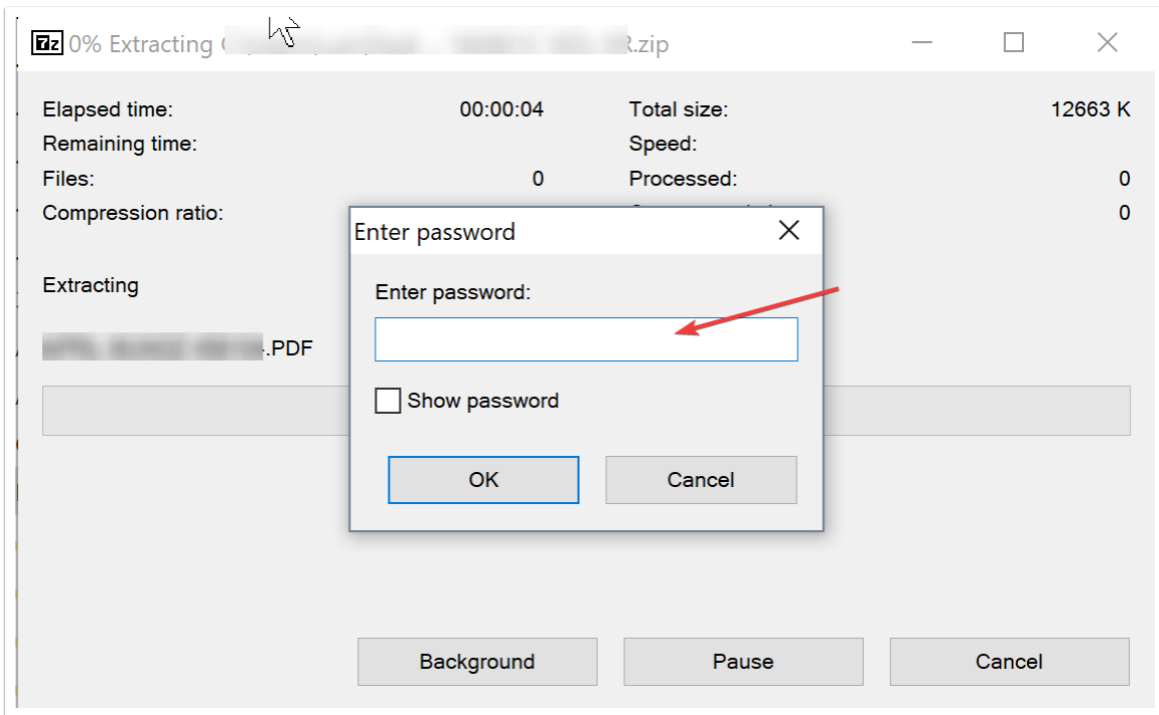 7z 0% Extracting .zip
Elapsed time: 00:00:04 Total size: 12663 K
Remaining time: Speed:
Files: 0 Processed: 0
Compression ratio: 0
Enter password
Extracting
Enter password:
.PDF
Show password
OK Cancel
Background Pause Cancel